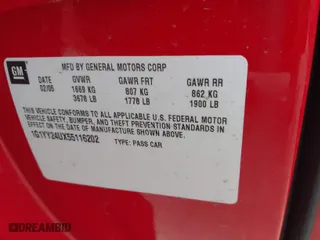 GM
MFD BY GENERAL MOTORS CORP
DATE GVWR GAWR FRT GAWR RR
02/05 1669 KG 807 KG 862 KG
3678 LB 1778 LB 1900 LB
THIS VEHICLE CONFORMS TO ALL APPLICABLE U.S. FEDERAL MOTOR
VEHICLE SAFETY, BUMPER, AND THEFT PREVENTION STANDARDS IN
EFFECT ON THE DATE OF MANUFACTURE SHOWN ABOVE.
1G1YY24UX55116202 TYPE: PASS CAR
DREAMBID